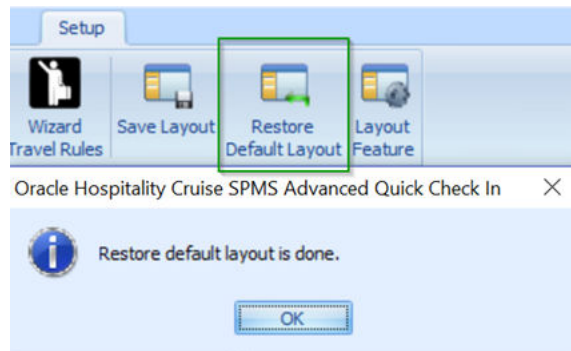 Setup
Wizard Save Layout Restore Layout
Travel Rules Default Layout Feature
Oracle Hospitality Cruise SPMS Advanced Quick Check In
Restore default layout is done.
OK